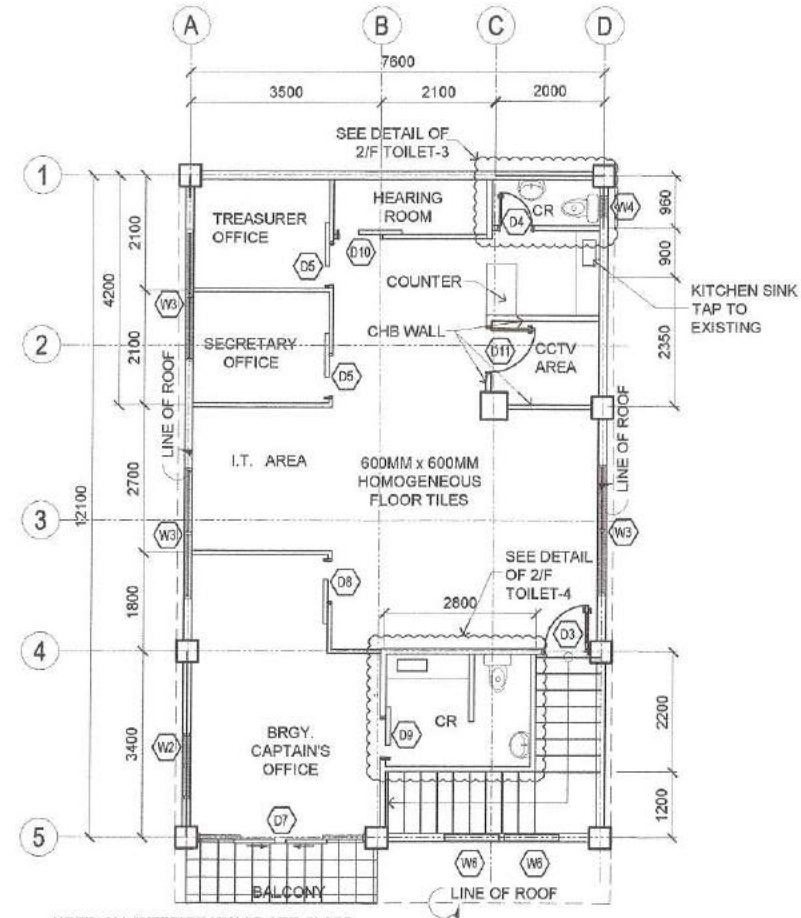 A
B
C
D
7600
3500
2100
2000
SEE DETAIL OF
2/F TOILET-3
1
HEARING
ROOM
CR
D4
W4
960
TREASURER
OFFICE
2100
D5
D10
900
4200
COUNTER
KITCHEN SINK
TAP TO
EXISTING
W3
CHB WALL
2
SECRETARY
OFFICE
2100
D11
CCTV
AREA
2350
D5
LINE OF ROOF
LINE OF ROOF
I.T. AREA
600MM x 600MM
HOMOGENEOUS
FLOOR TILES
2700
12100
3
W3
W3
SEE DETAIL
OF 2/F
TOILET-4
D8
1800
2800
D3
4
CR
D9
2200
BRGY.
CAPTAIN'S
OFFICE
W2
3400
1200
D7
5
W6
W6
BALCONY
LINE OF ROOF